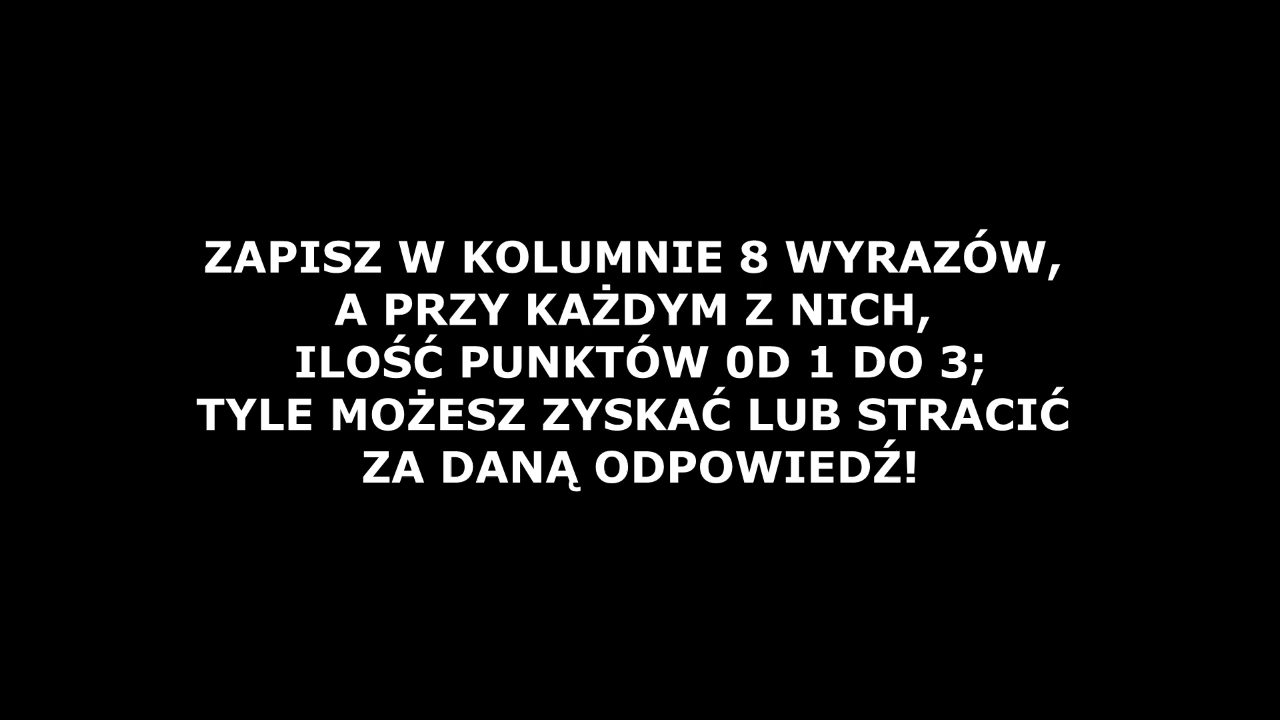 ZAPISZ W KOLUMNIE 8 WYRAZÓW,
A PRZY KAŻDYM Z NICH,
ILOŚĆ PUNKTÓW 0D 1 DO 3;
TYLE MOŻESZ ZYSKAĆ LUB STRACIĆ
ZA DANĄ ODPOWIEDŹ!